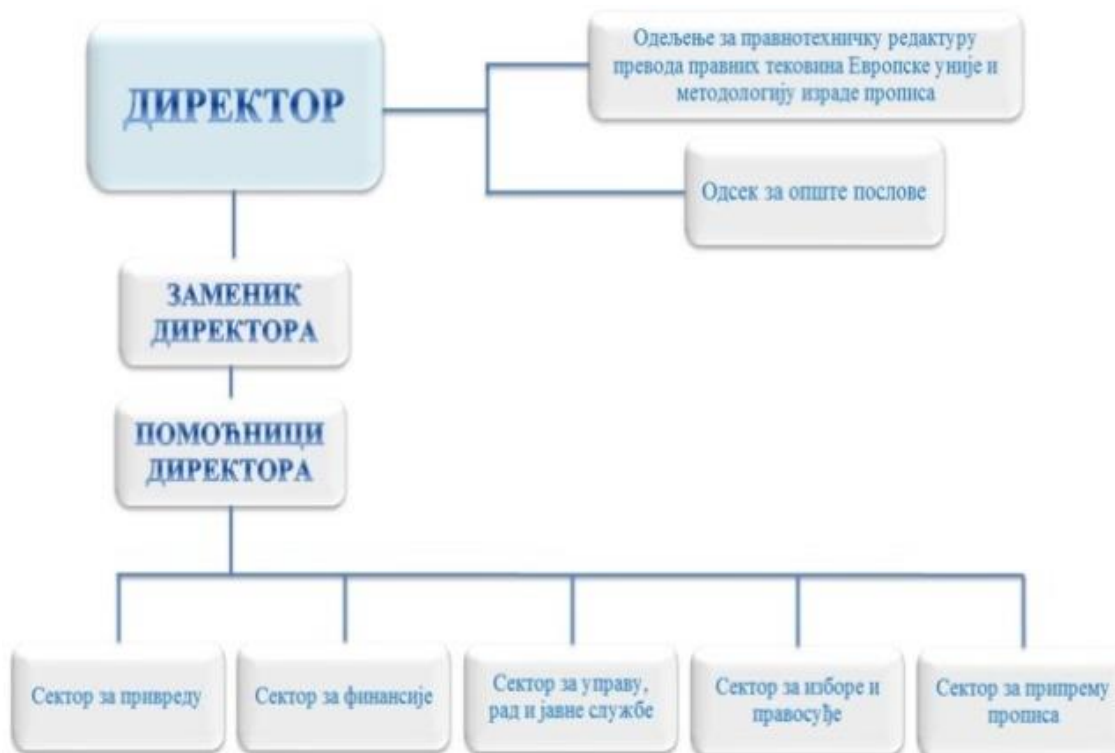 ДИРЕКТОР
Одељење за правнотехничку редактуру
превода правних тековина Европске уније и
методологију израде прописа
Одсек за опште послове
ЗАМЕНИК
ДИРЕКТОРА
ПОМОЋНИЦИ
ДИРЕКТОРА
Сектор за привреду
Сектор за финансије
Сектор за управу,
рад и јавне службе
Сектор за изборе и
правосуђе
Сектор за припрему
прописа